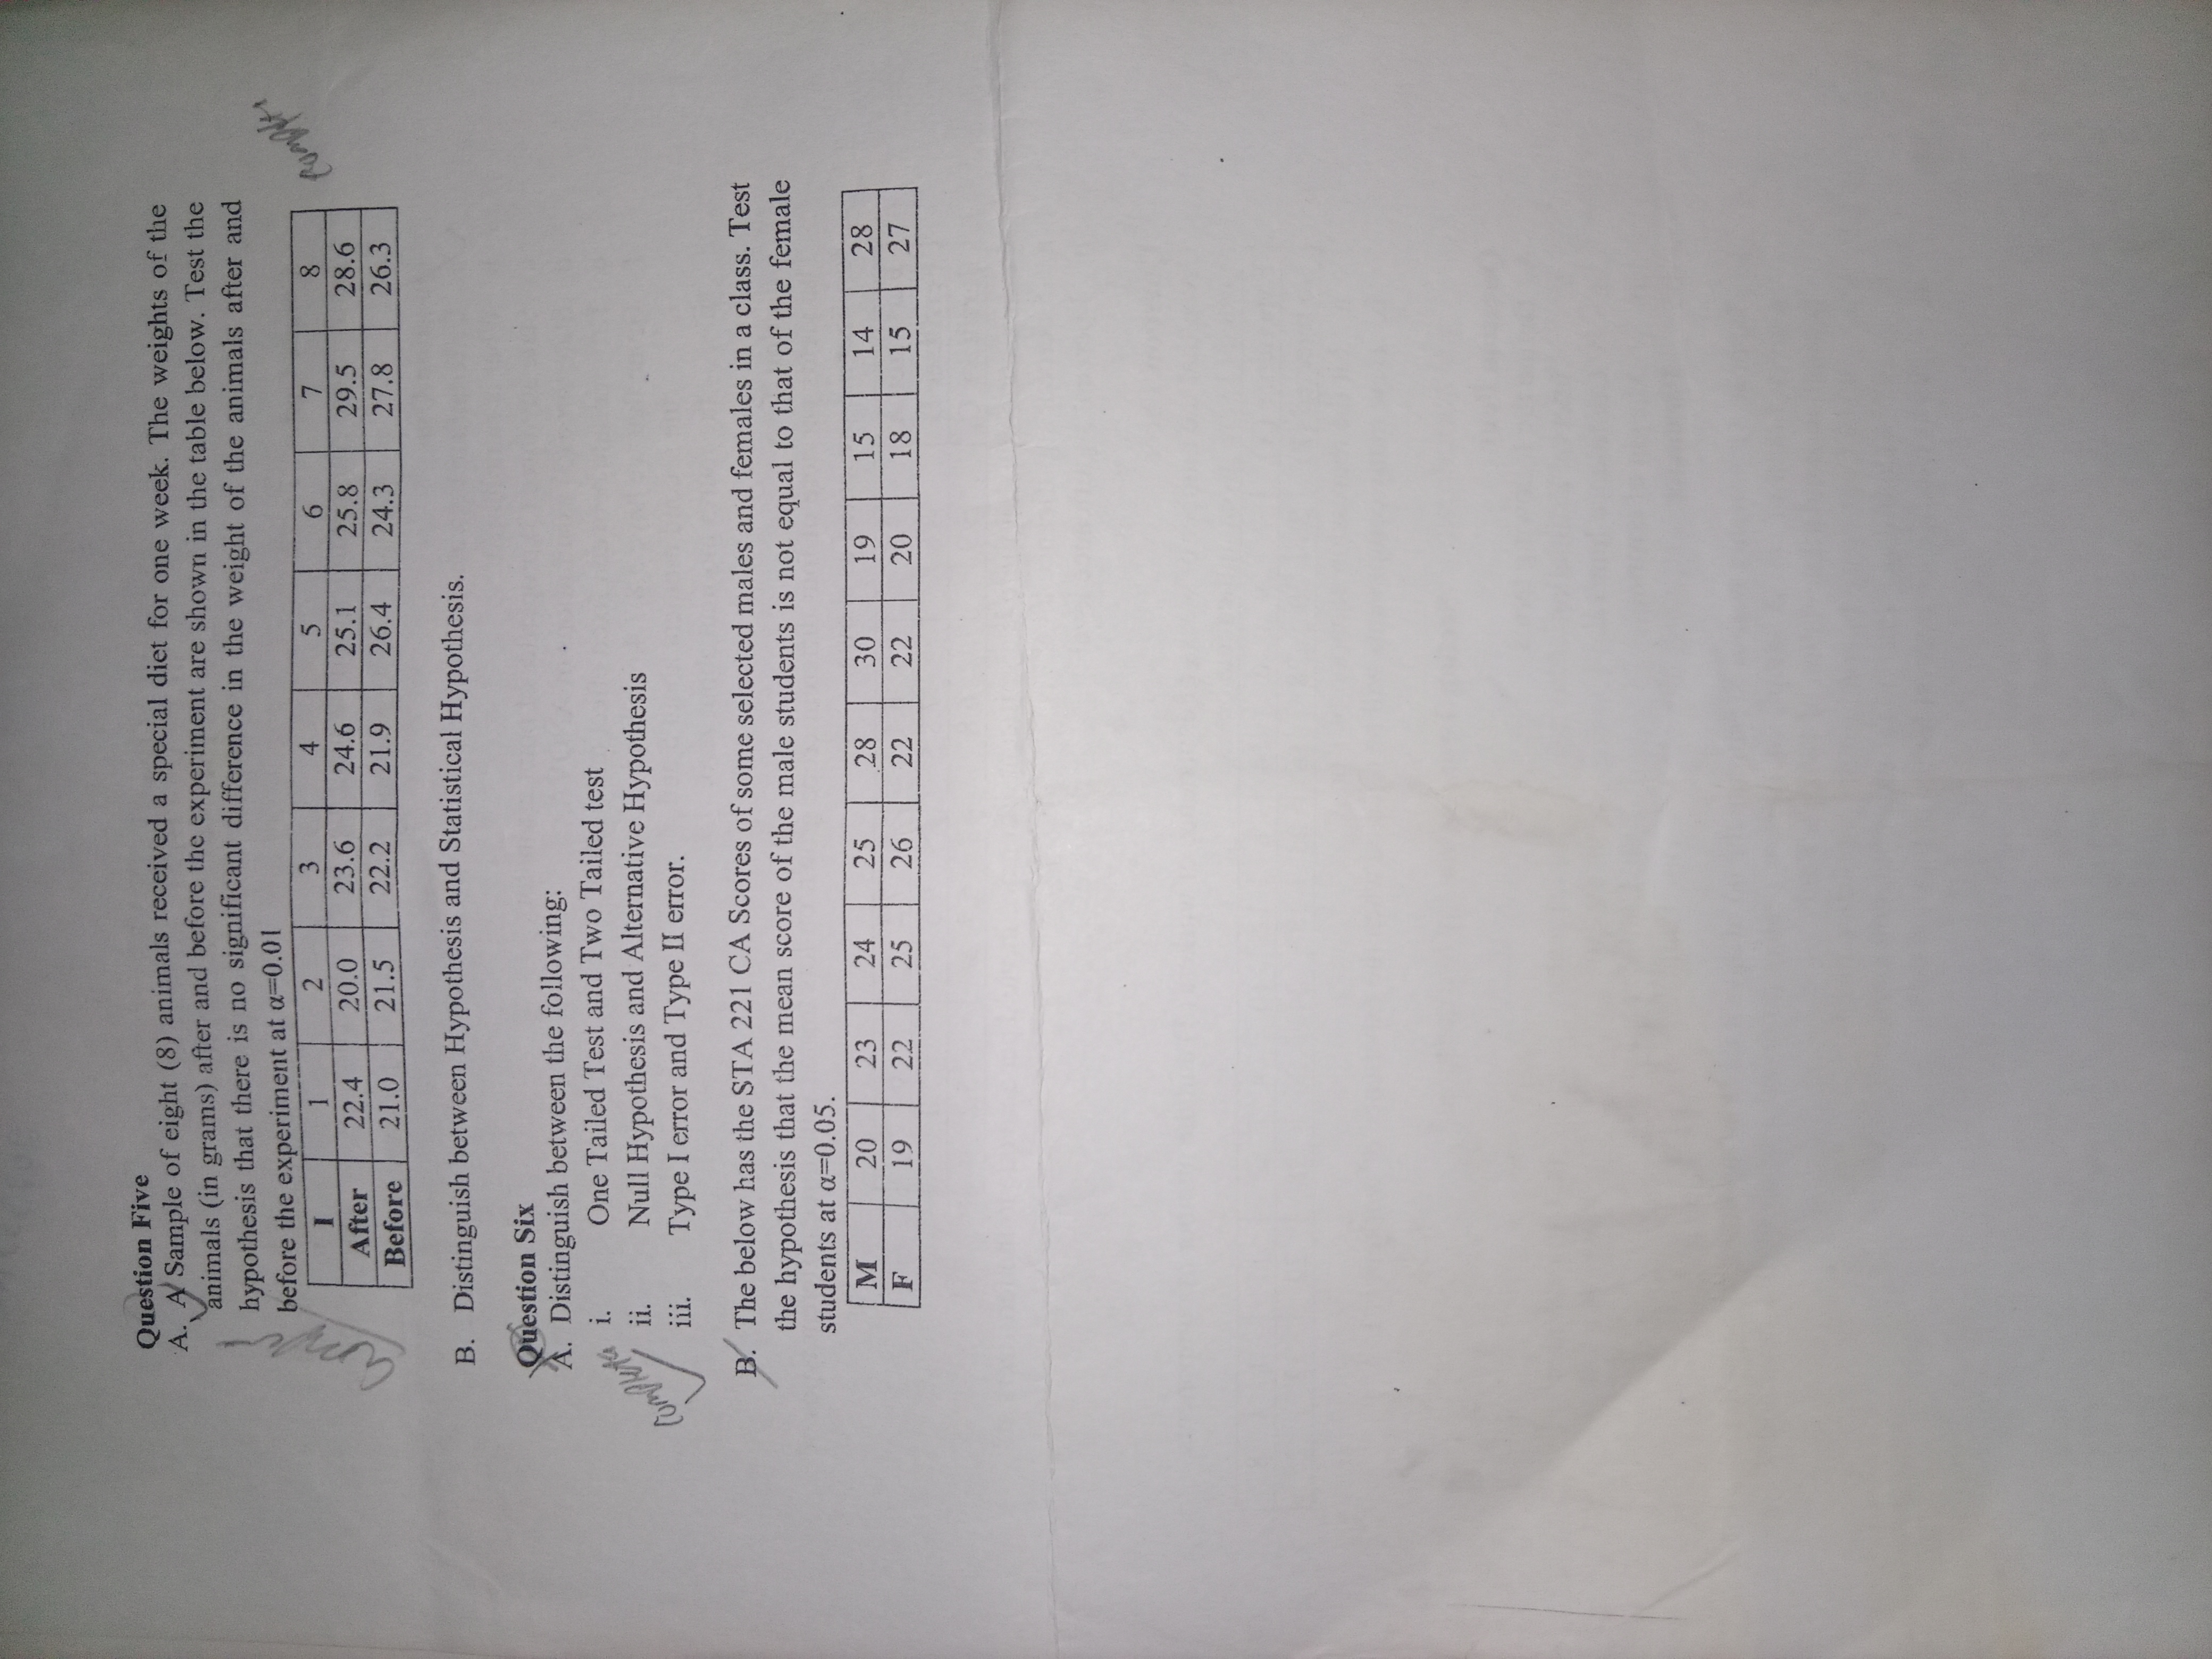 Question Five
A. A Sample of eight (8) animals received a special diet for one week. The weights of the
animals (in grams) after and before the experiment are shown in the table below. Test the
hypothesis that there is no significant difference in the weight of the animals after and
before the experiment at α=0.01
I 1 2 3 4 5 6 7 8
After 22.4 20.0 23.6 24.6 25.1 25.8 29.5 28.6
Before 21.0 21.5 22.2 21.9 26.4 24.3 27.8 26.3
B. Distinguish between Hypothesis and Statistical Hypothesis.
Question Six
A. Distinguish between the following:
i. One Tailed Test and Two Tailed test
ii. Null Hypothesis and Alternative Hypothesis
iii. Type I error and Type II error.
B. The below has the STA 221 CA Scores of some selected males and females in a class. Test
the hypothesis that the mean score of the male students is not equal to that of the female
students at α=0.05.
M 20 23 24 25 28 30 19 15 14 28
F 19 22 25 26 22 22 20 18 15 27